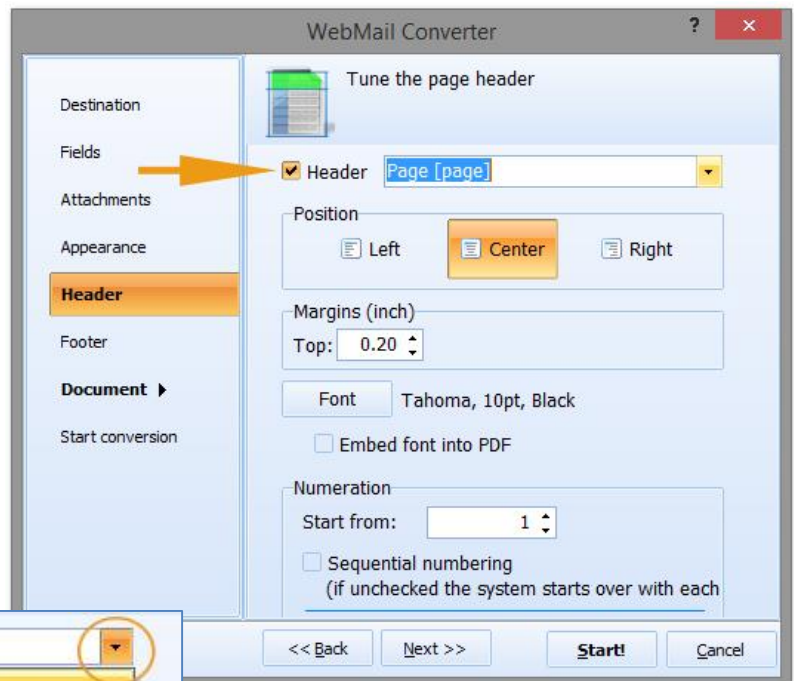 WebMail Converter
?
×
Destination
Fields
Attachments
Appearance
Header
Footer
Document
Start conversion
Tune the page header
Header Page [page]
Position
Left Center Right
Margins (inch)
Top: 0.20
Font Tahoma, 10pt, Black
Embed font into PDF
Numeration
Start from: 1
Sequential numbering
(if unchecked the system starts over with each
<< Back Next >> Start! Cancel